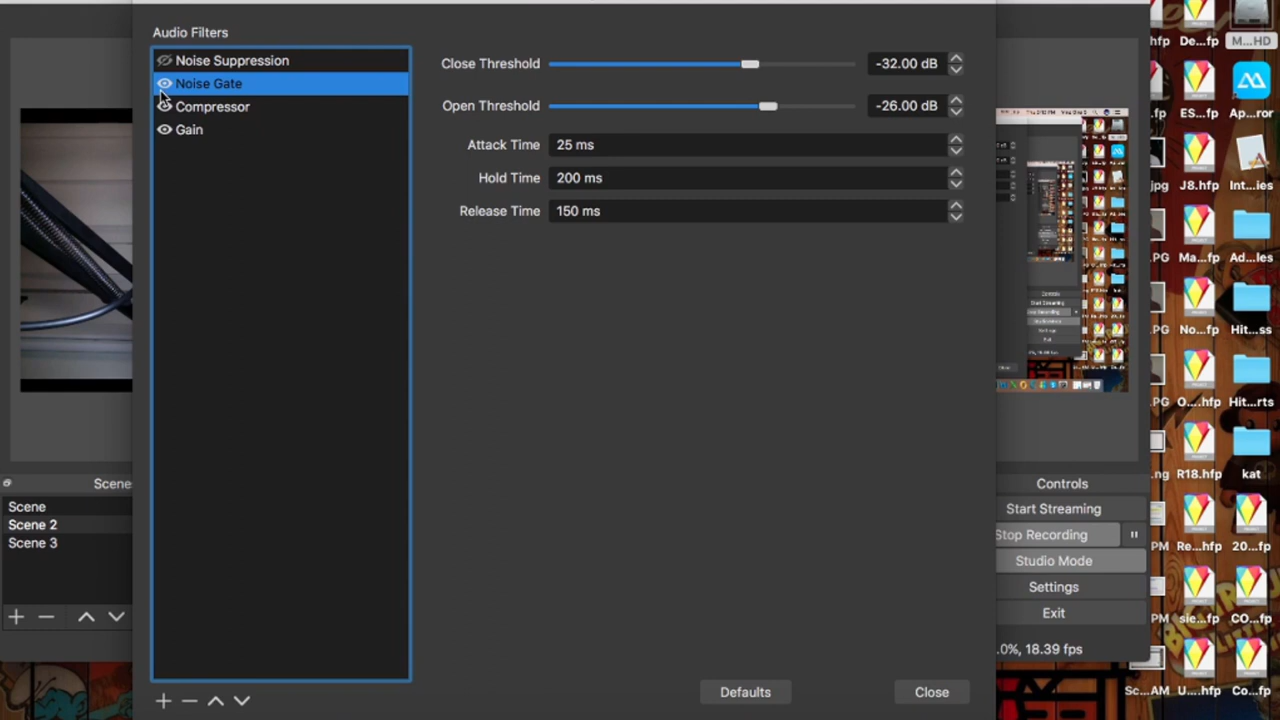 Audio Filters
Noise Suppression
Noise Gate
Compressor
Gain
Close Threshold
-32.00 dB
Open Threshold
-26.00 dB
Attack Time
25 ms
Hold Time
200 ms
Release Time
150 ms
Defaults
Close
Scene
Scene
Scene 2
Scene 3
Controls
Start Streaming
Stop Recording
Studio Mode
Settings
Exit
.0%, 18.39 fps
hfp
De...fp
M...HD
.fp
ES...fp
Ap...ror
jpg
J8.hfp
Int...ies
.PG
Ma...fp
Ad...les
.PG
No...fp
Hit...ss
.PG
O....hfp
Hit...rts
.ng
R18.hfp
kat
PM
Re...hfp
20...fp
PM
sie...fp
CO...fp
Sc...AM
U....hfp
Co...fp